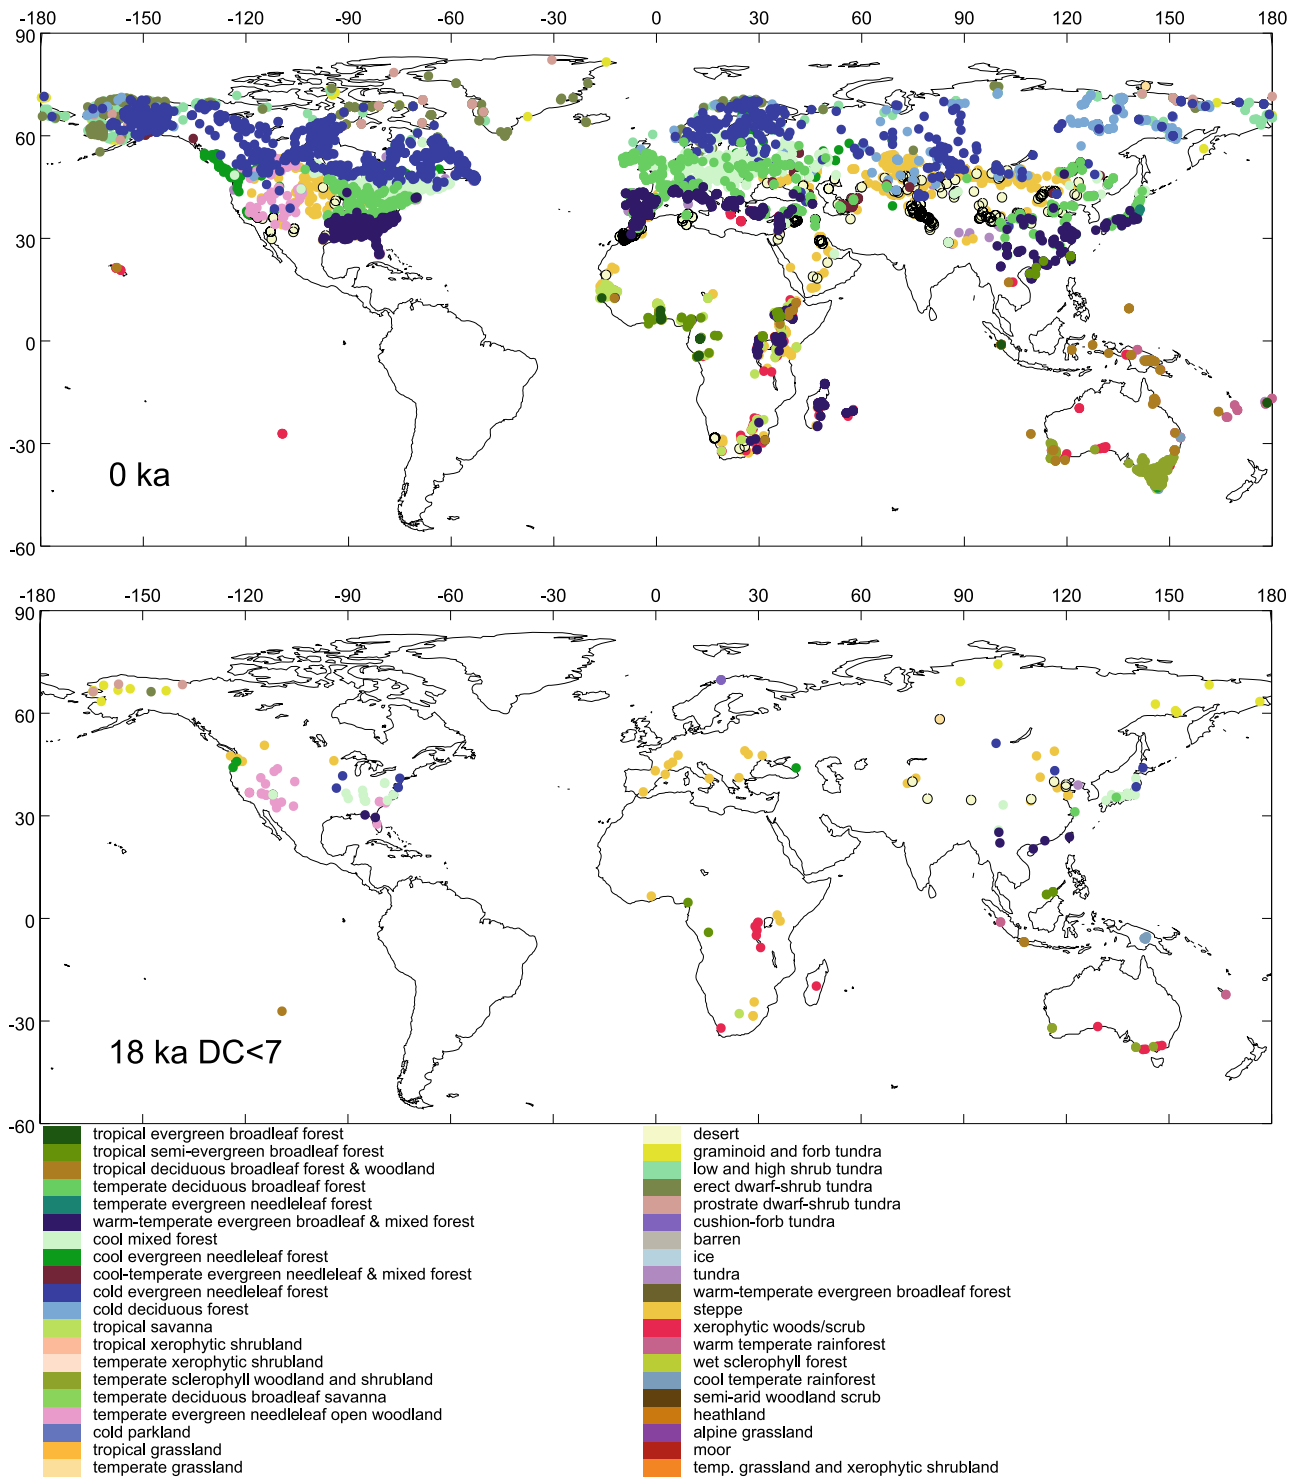 -180 -150 -120 -90 -60 -30 0 30 60 90 120 150 180
90
60
30
0
-30
-60
0 ka
-180 -150 -120 -90 -60 -30 0 30 60 90 120 150 180
90
60
30
0
-30
-60
18 ka DC<7
tropical evergreen broadleaf forest
tropical semi-evergreen broadleaf forest
tropical deciduous broadleaf forest & woodland
temperate deciduous broadleaf forest
temperate evergreen needleleaf forest
warm-temperate evergreen broadleaf & mixed forest
cool mixed forest
cool evergreen needleleaf forest
cool-temperate evergreen needleleaf & mixed forest
cold evergreen needleleaf forest
cold deciduous forest
tropical savanna
tropical xerophytic shrubland
temperate xerophytic shrubland
temperate sclerophyll woodland and shrubland
temperate deciduous broadleaf savanna
temperate evergreen needleleaf open woodland
cold parkland
tropical grassland
temperate grassland
desert
graminoid and forb tundra
low and high shrub tundra
erect dwarf-shrub tundra
prostrate dwarf-shrub tundra
cushion-forb tundra
barren
ice
tundra
warm-temperate evergreen broadleaf forest
steppe
xerophytic woods/scrub
warm temperate rainforest
wet sclerophyll forest
cool temperate rainforest
semi-arid woodland scrub
heathland
alpine grassland
moor
temp. grassland and xerophytic shrubland